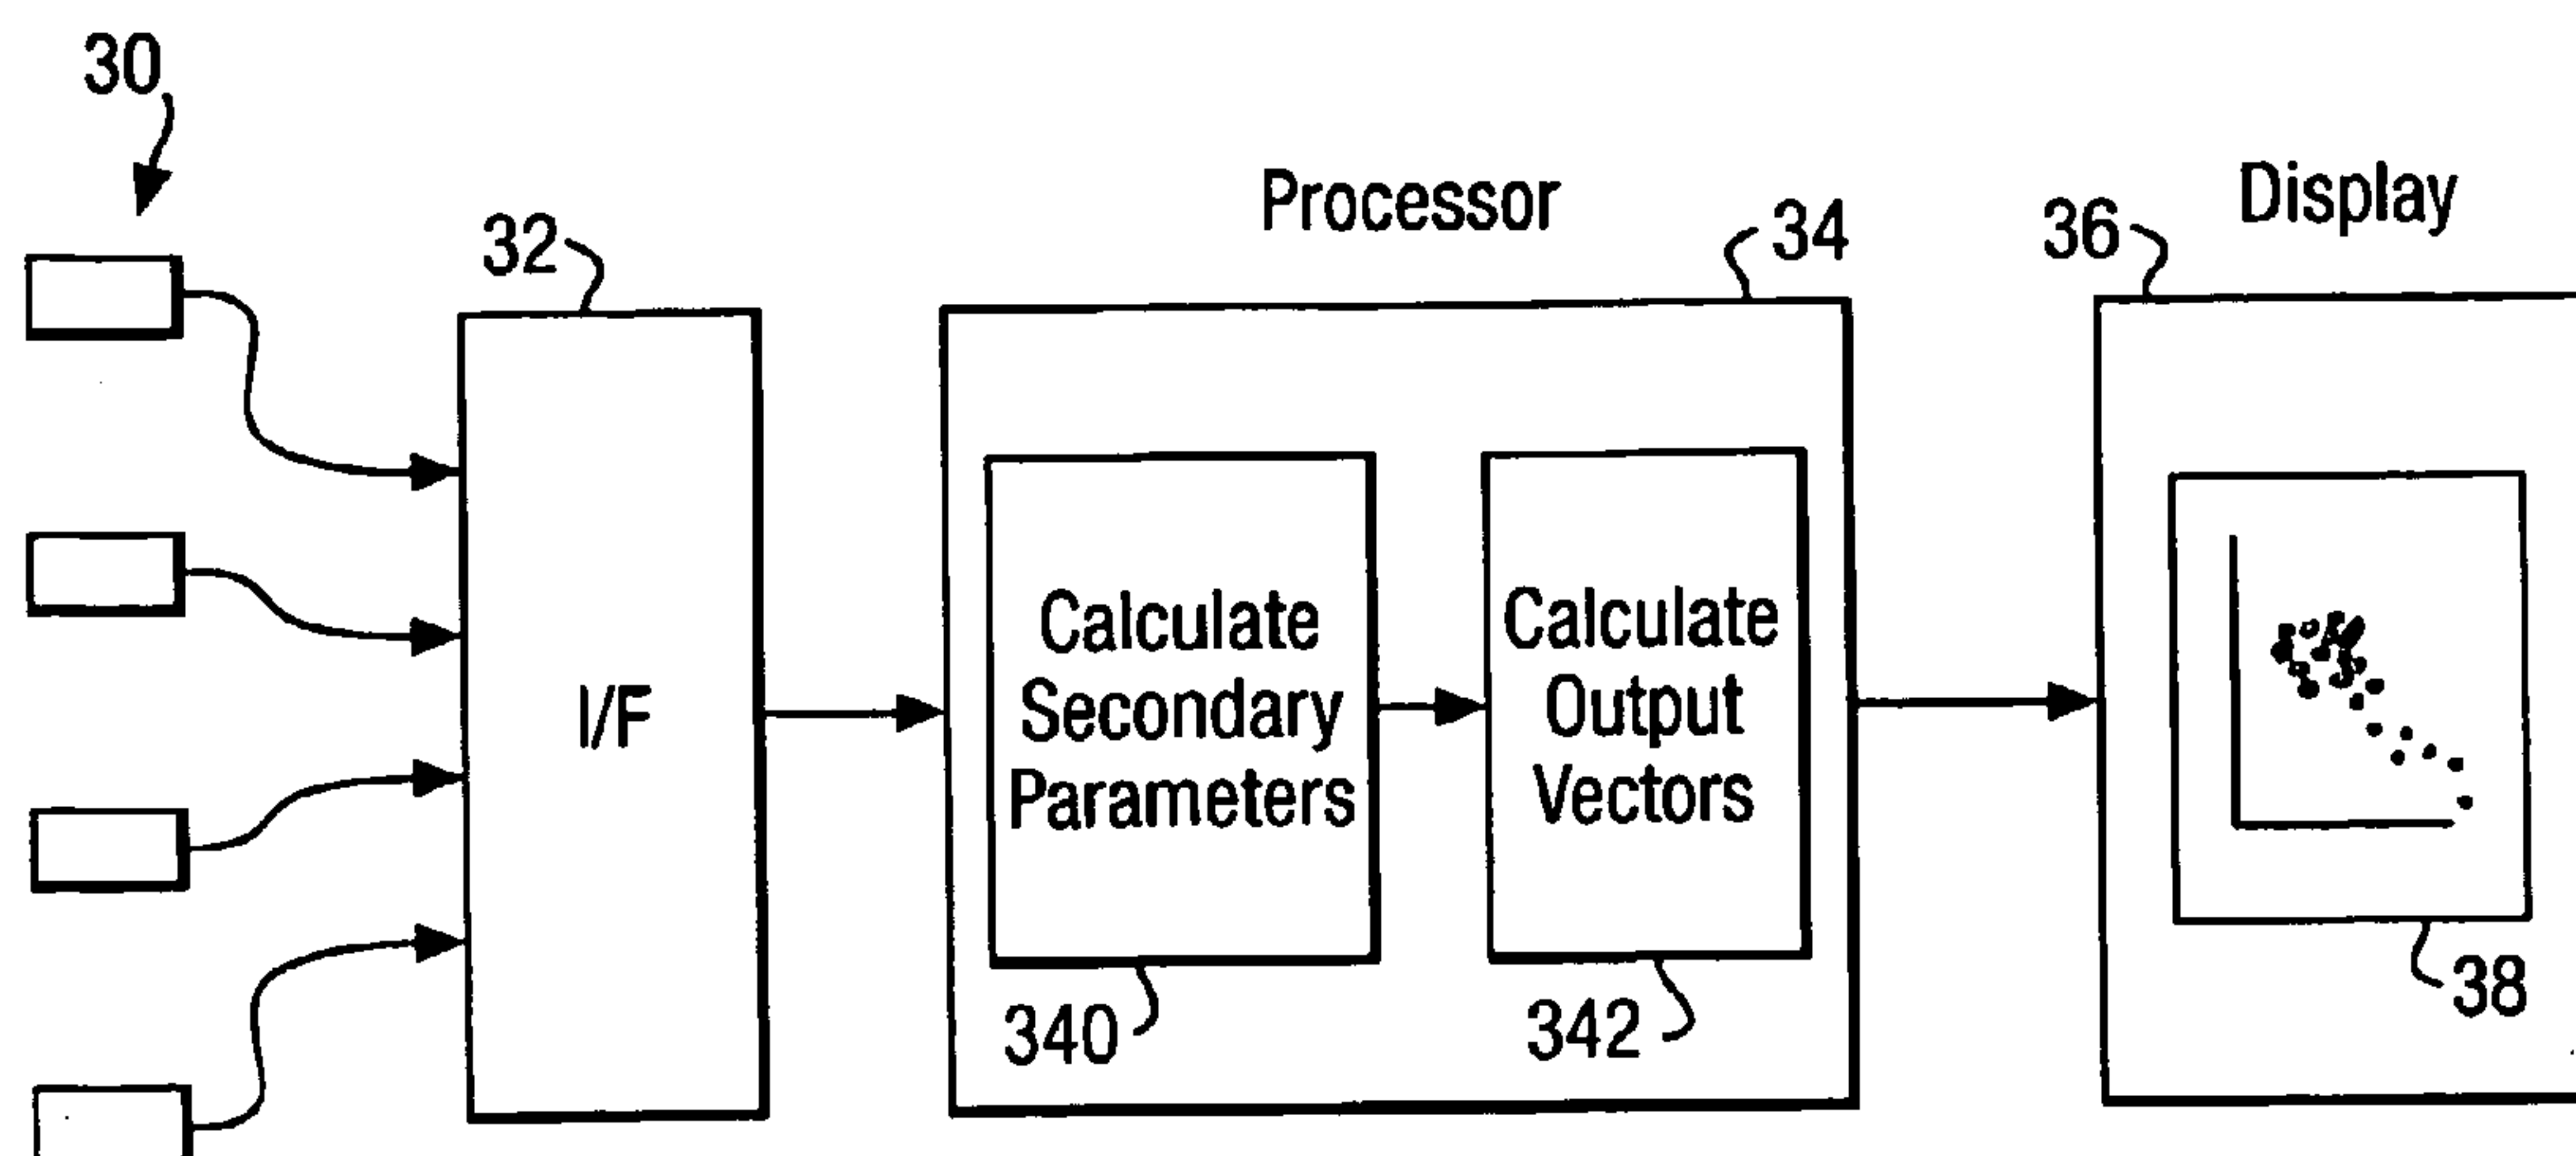 30
32
Processor
34
36
Display
I/F
Calculate
Secondary
Parameters
Calculate
Output
Vectors
340
342
38